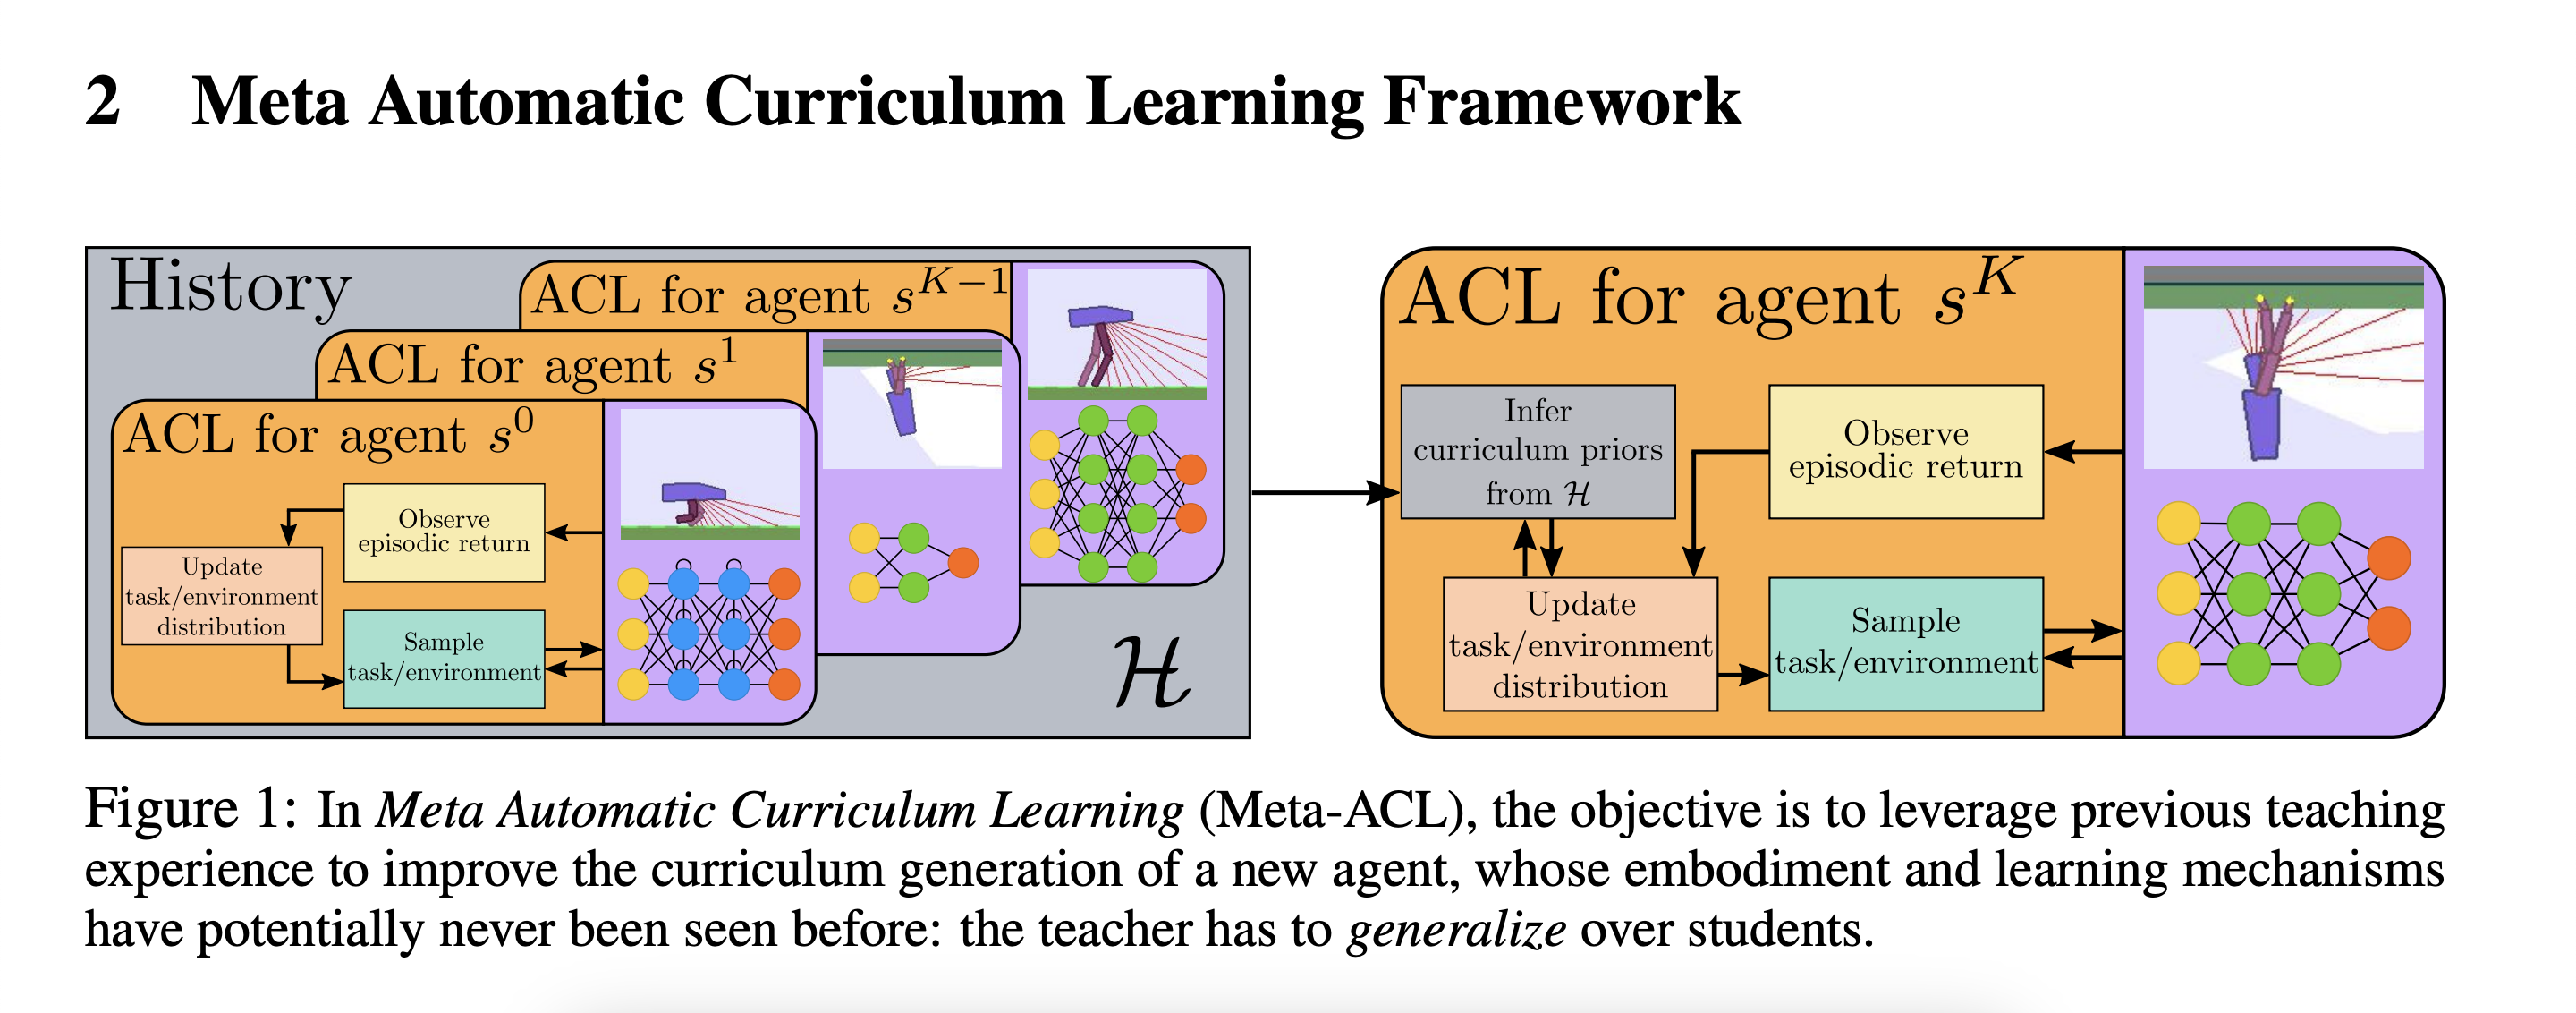 2 Meta Automatic Curriculum Learning Framework
History
ACL for agent s^{K-1}
ACL for agent s^1
ACL for agent s^0
Observe
episodic return
Update
task/environment
distribution
Sample
task/environment
ℋ
ACL for agent s^K
Infer
curriculum priors
from ℋ
Observe
episodic return
Update
task/environment
distribution
Sample
task/environment
Figure 1: In Meta Automatic Curriculum Learning (Meta-ACL), the objective is to leverage previous teaching
experience to improve the curriculum generation of a new agent, whose embodiment and learning mechanisms
have potentially never been seen before: the teacher has to generalize over students.